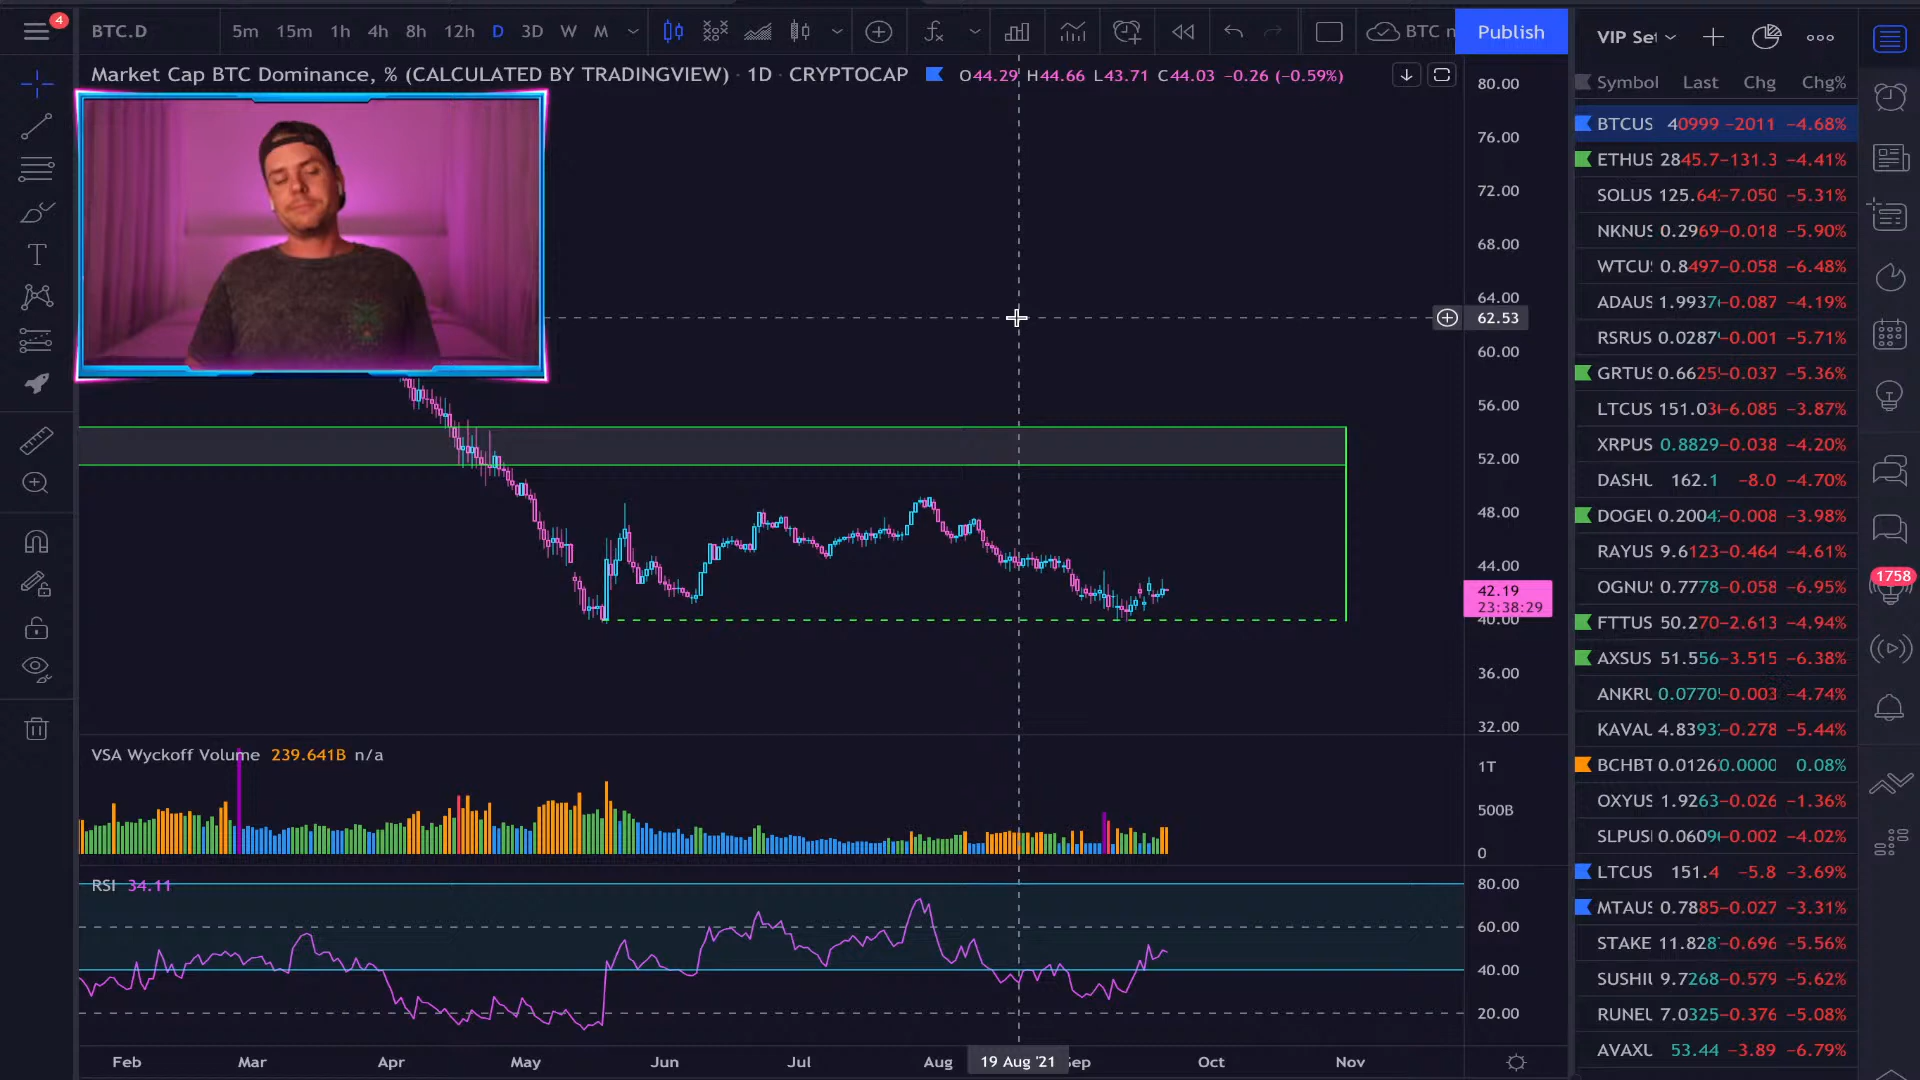 4
BTC.D 5m 15m 1h 4h 8h 12h D 3D W M BTC n Publish
VIP Se
Market Cap BTC Dominance, % (CALCULATED BY TRADINGVIEW) · 1D · CRYPTOCAP O44.29 H44.66 L43.71 C44.03 -0.26 (-0.59%)
Symbol Last Chg Chg%
80.00
76.00
72.00
68.00
64.00
62.53
60.00
56.00
52.00
48.00
44.00
42.19
23:38:29
40.00
36.00
32.00
VSA Wyckoff Volume 239.641B n/a
1T
500B
0
RSI 34.11
80.00
60.00
40.00
20.00
Feb Mar Apr May Jun Jul Aug 19 Aug '21 Sep Oct Nov
BTCUS 40999 -2011 -4.68%
ETHUS 2845.7 -131.3 -4.41%
SOLUS 125.64 -7.050 -5.31%
NKNUS 0.2969 -0.018 -5.90%
WTCUS 0.8497 -0.058 -6.48%
ADAUS 1.9937 -0.087 -4.19%
RSRUS 0.0287 -0.001 -5.71%
GRTUS 0.6625 -0.037 -5.36%
LTCUS 151.03 -6.085 -3.87%
XRPUS 0.8829 -0.038 -4.20%
DASHU 162.1 -8.0 -4.70%
DOGEU 0.2004 -0.008 -3.98%
RAYUS 9.6123 -0.464 -4.61%
OGNUS 0.7777 -0.058 -6.95%
FTTUS 50.270 -2.613 -4.94%
AXSUS 51.556 -3.515 -6.38%
ANKRU 0.0770 -0.003 -4.74%
KAVAU 4.8393 -0.278 -5.44%
BCHBT 0.0126 0.0000 0.08%
OXYUS 1.9263 -0.026 -1.36%
SLPUS 0.0609 -0.002 -4.02%
LTCUS 151.4 -5.8 -3.69%
MTAUS 0.7885 -0.027 -3.31%
STAKE 11.828 -0.696 -5.56%
SUSHI 9.7268 -0.579 -5.62%
RUNEU 7.0325 -0.376 -5.08%
AVAXU 53.44 -3.89 -6.79%
1758